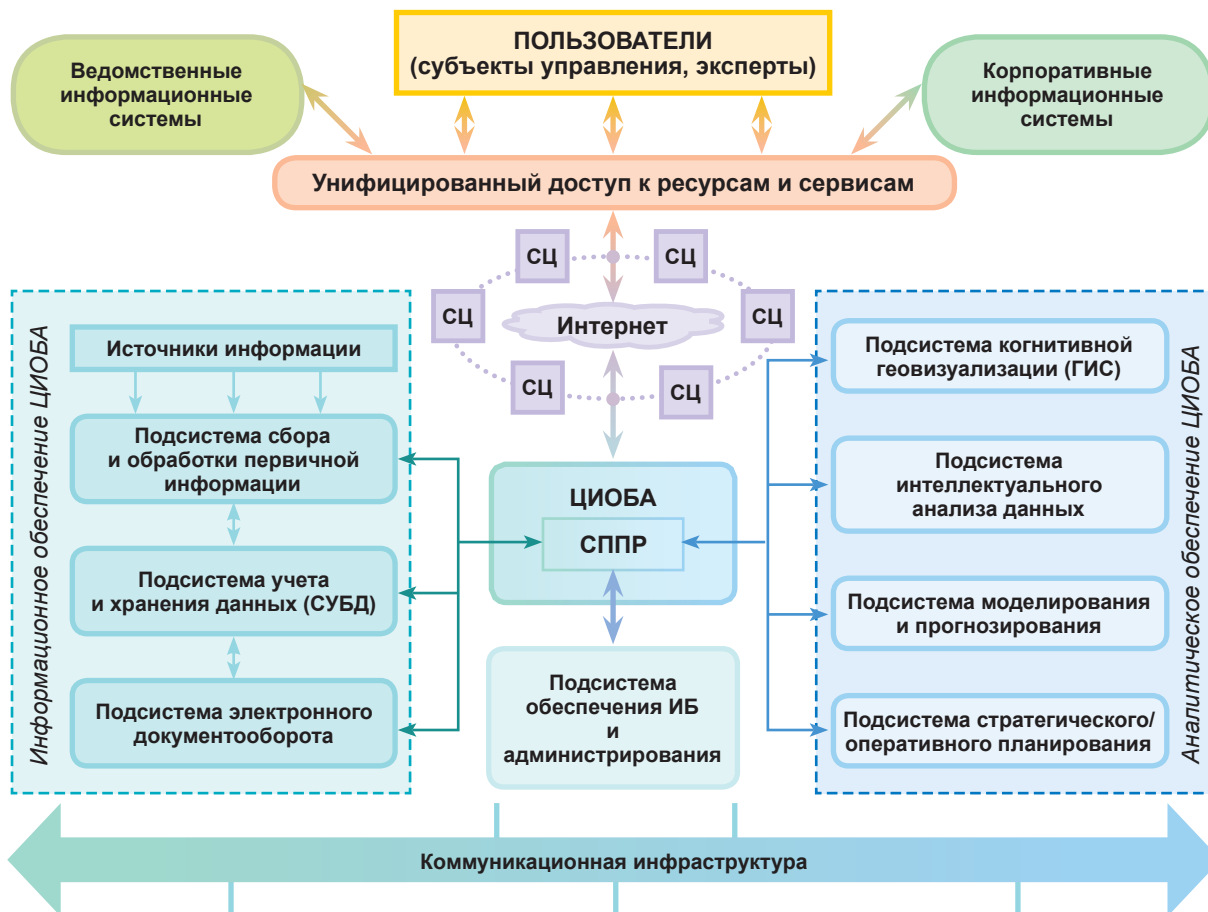 ПОЛЬЗОВАТЕЛИ
(субъекты управления, эксперты)
Ведомственные
информационные
системы
Корпоративные
информационные
системы
Унифицированный доступ к ресурсам и сервисам
СЦ
СЦ
СЦ
СЦ
СЦ
СЦ
Интернет
Информационное обеспечение ЦИОБА
Источники информации
Подсистема сбора
и обработки первичной
информации
Подсистема учета
и хранения данных (СУБД)
Подсистема электронного
документооборота
ЦИОБА
СППР
Подсистема
обеспечения ИБ
и
администрирования
Подсистема когнитивной
геовизуализации (ГИС)
Подсистема
интеллектуального
анализа данных
Подсистема моделирования
и прогнозирования
Подсистема стратегического/
оперативного планирования
Аналитическое обеспечение ЦИОБА
Коммуникационная инфраструктура